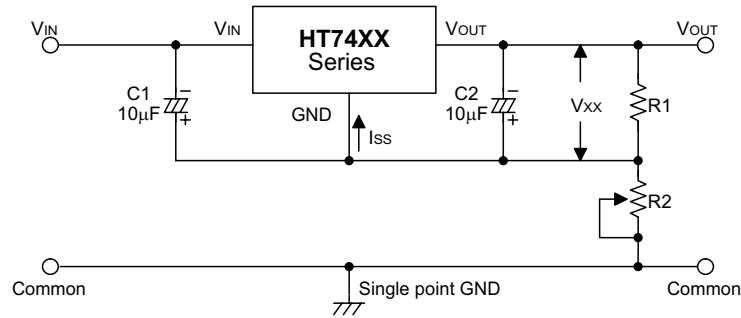 VIN
VIN
HT74XX
Series
VOUT
VOUT
C1
10µF
−
+
GND
ISS
C2
10µF
−
+
VXX
R1
R2
Common
Single point GND
Common